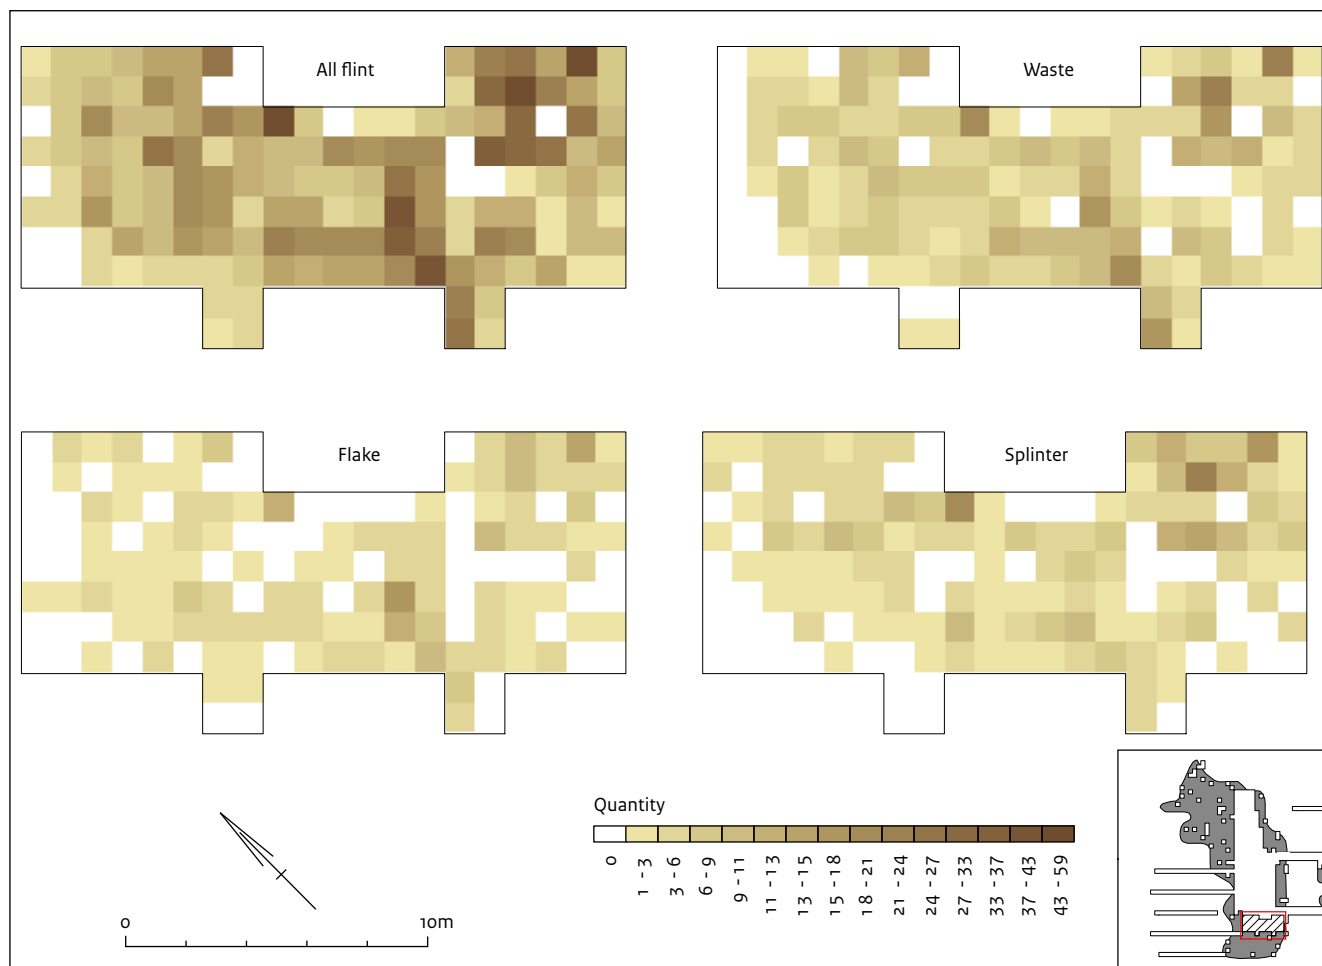 All flint
Waste
Flake
Splinter
Quantity
0
1 - 3
3 - 6
6 - 9
9 - 11
11 - 13
13 - 15
15 - 18
18 - 21
21 - 24
24 - 27
27 - 33
33 - 37
37 - 43
43 - 59
0
10m